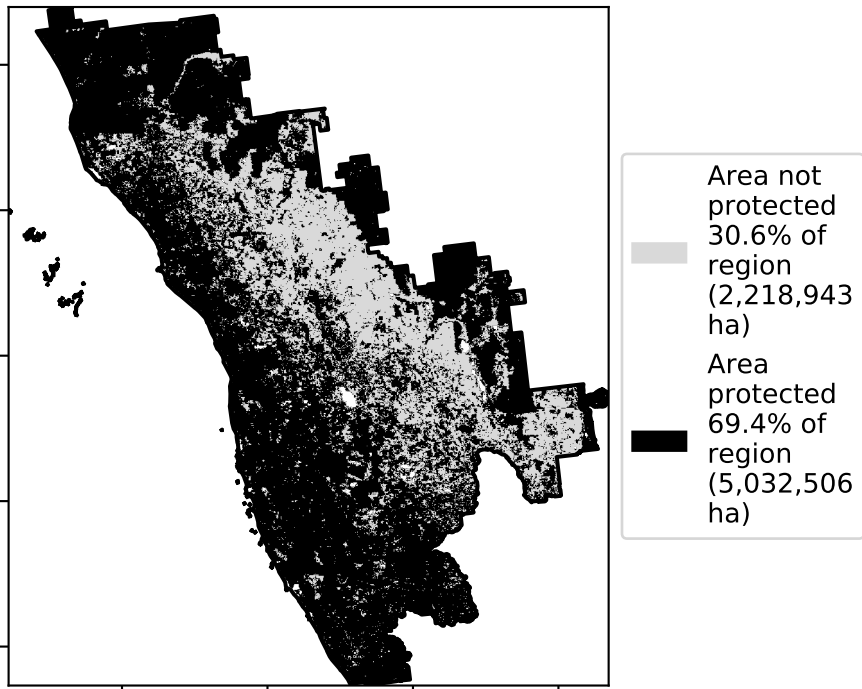 Area not
protected
30.6% of
region
(2,218,943
ha)
Area
protected
69.4% of
region
(5,032,506
ha)